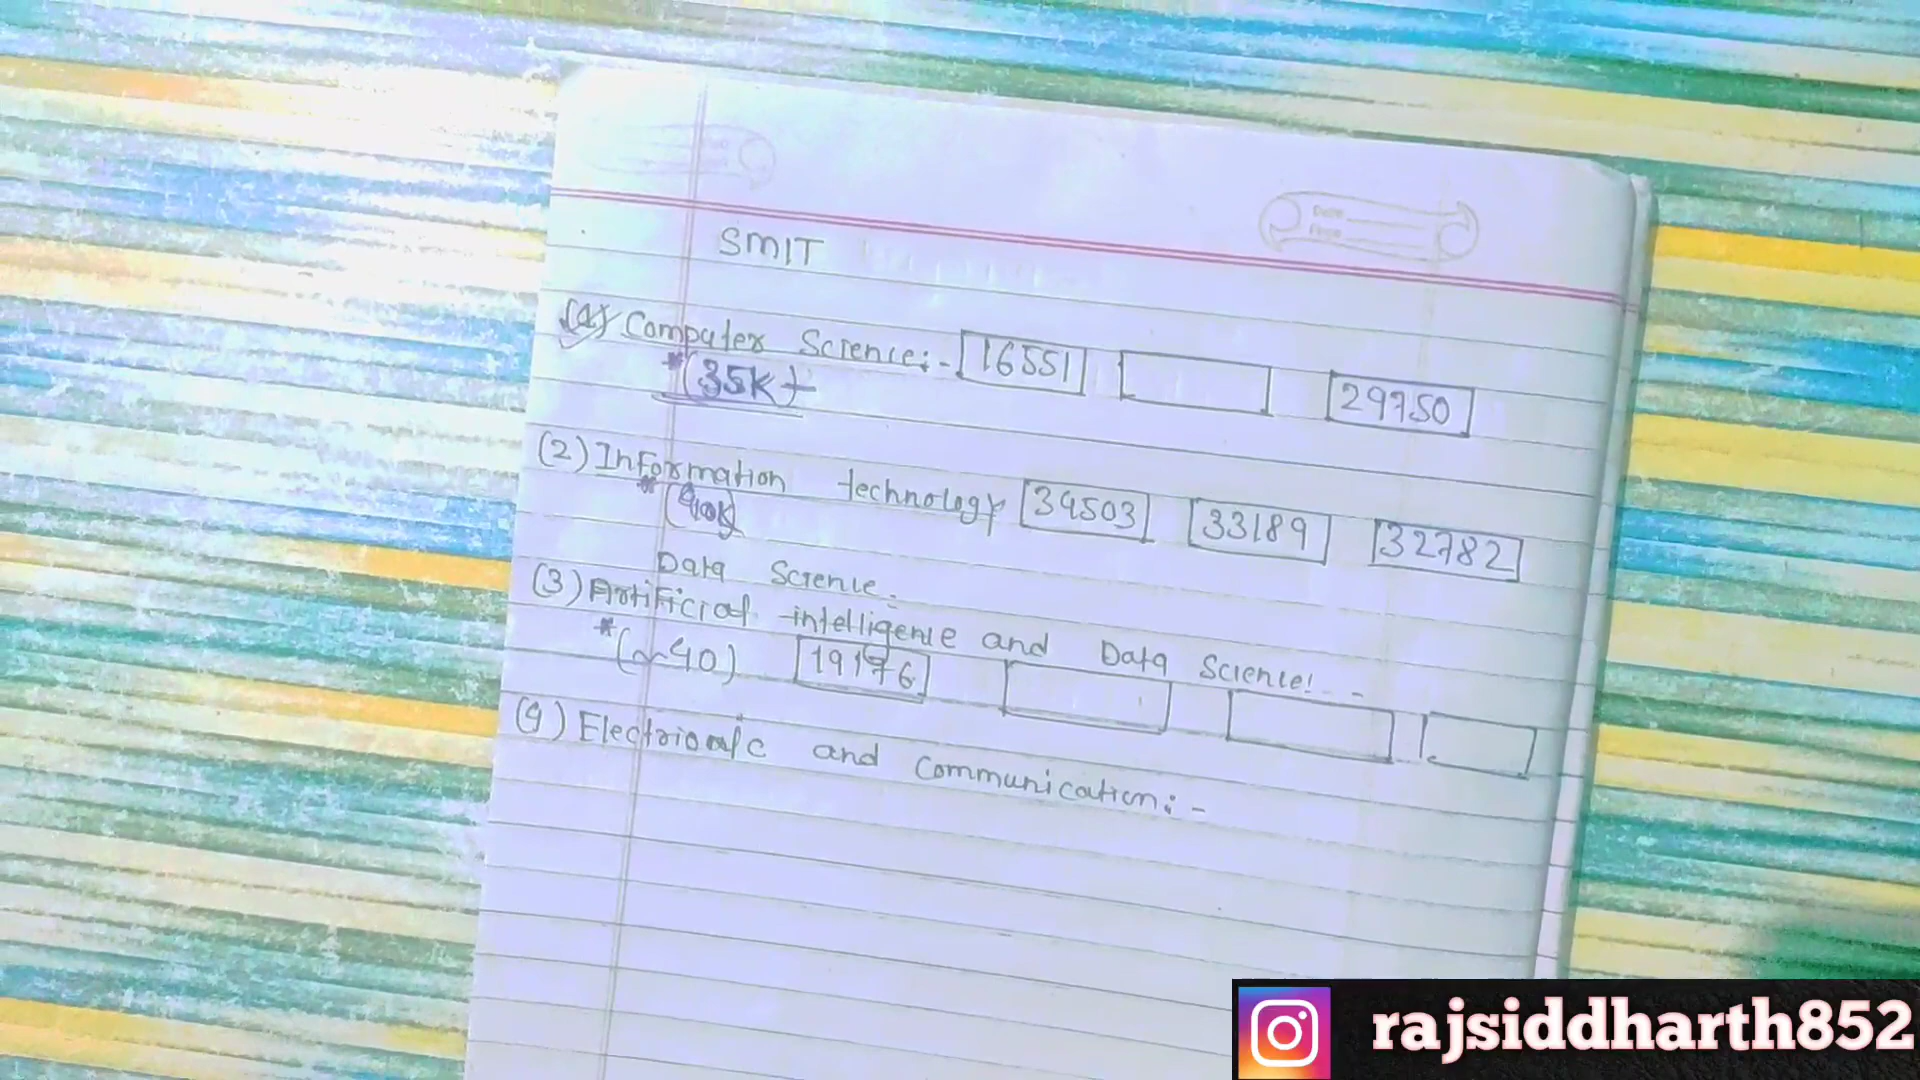 SMIT
(1) Computer Science:- 16551 29750
*(35K+
(2) Information technology 34503 33189 32782
*(40K)
Data Science.
(3) Artificial intelligence and Data Science:--
*(~40) 19176
(4) Electrionic and Communication:-
rajsiddharth852